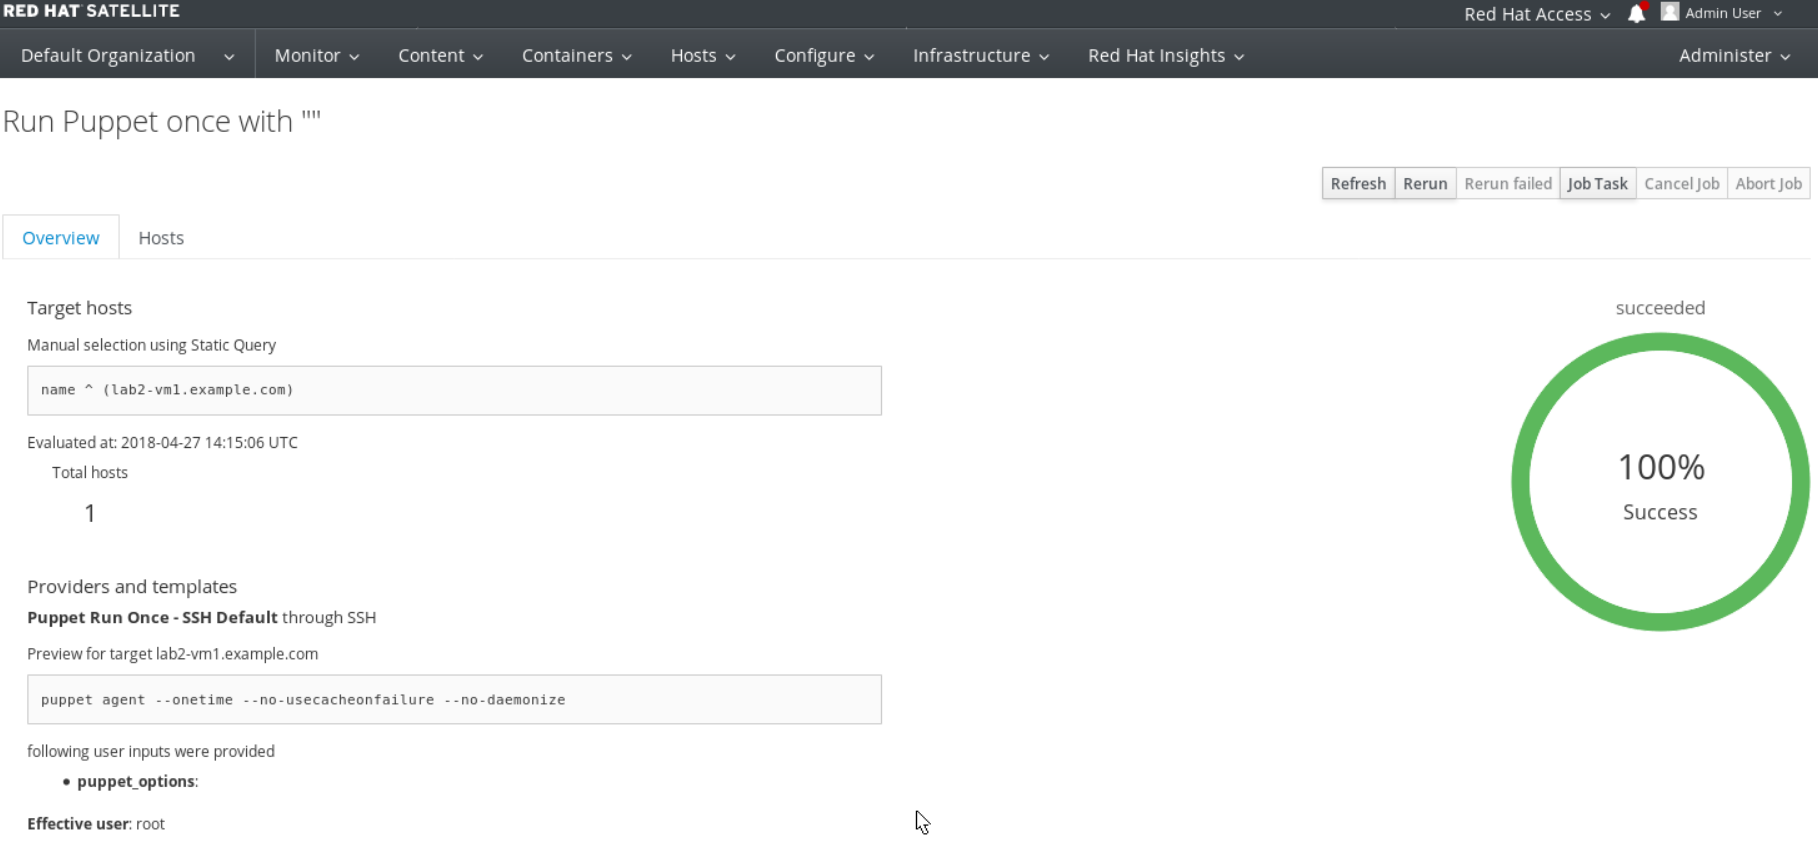 RED HAT SATELLITE
Red Hat Access Admin User
Default Organization Monitor Content Containers Hosts Configure Infrastructure Red Hat Insights Administer
Run Puppet once with ""
Refresh Rerun Rerun failed Job Task Cancel Job Abort Job
Overview Hosts
Target hosts
succeeded
Manual selection using Static Query
name ^ (lab2-vm1.example.com)
Evaluated at: 2018-04-27 14:15:06 UTC
Total hosts
1
100%
Success
Providers and templates
Puppet Run Once - SSH Default through SSH
Preview for target lab2-vm1.example.com
puppet agent --onetime --no-usecacheonfailure --no-daemonize
following user inputs were provided
• puppet_options:
Effective user: root